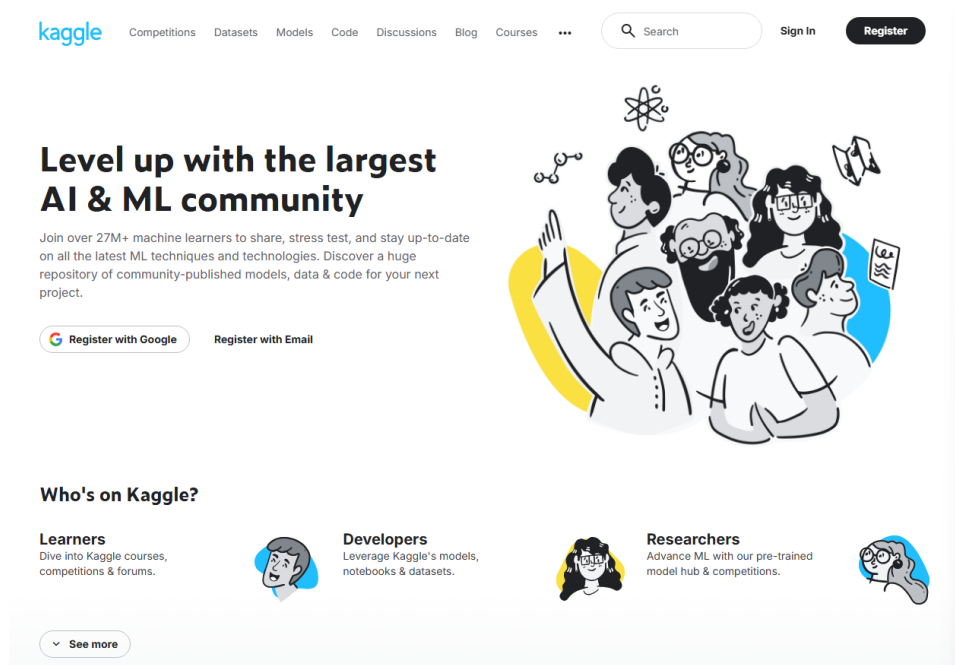 kaggle
Competitions Datasets Models Code Discussions Blog Courses ••• Search Sign In Register
Level up with the largest
AI & ML community
Join over 27M+ machine learners to share, stress test, and stay up-to-date
on all the latest ML techniques and technologies. Discover a huge
repository of community-published models, data & code for your next
project.
Register with Google Register with Email
Who's on Kaggle?
Learners
Dive into Kaggle courses,
competitions & forums.
Developers
Leverage Kaggle's models,
notebooks & datasets.
Researchers
Advance ML with our pre-trained
model hub & competitions.
See more